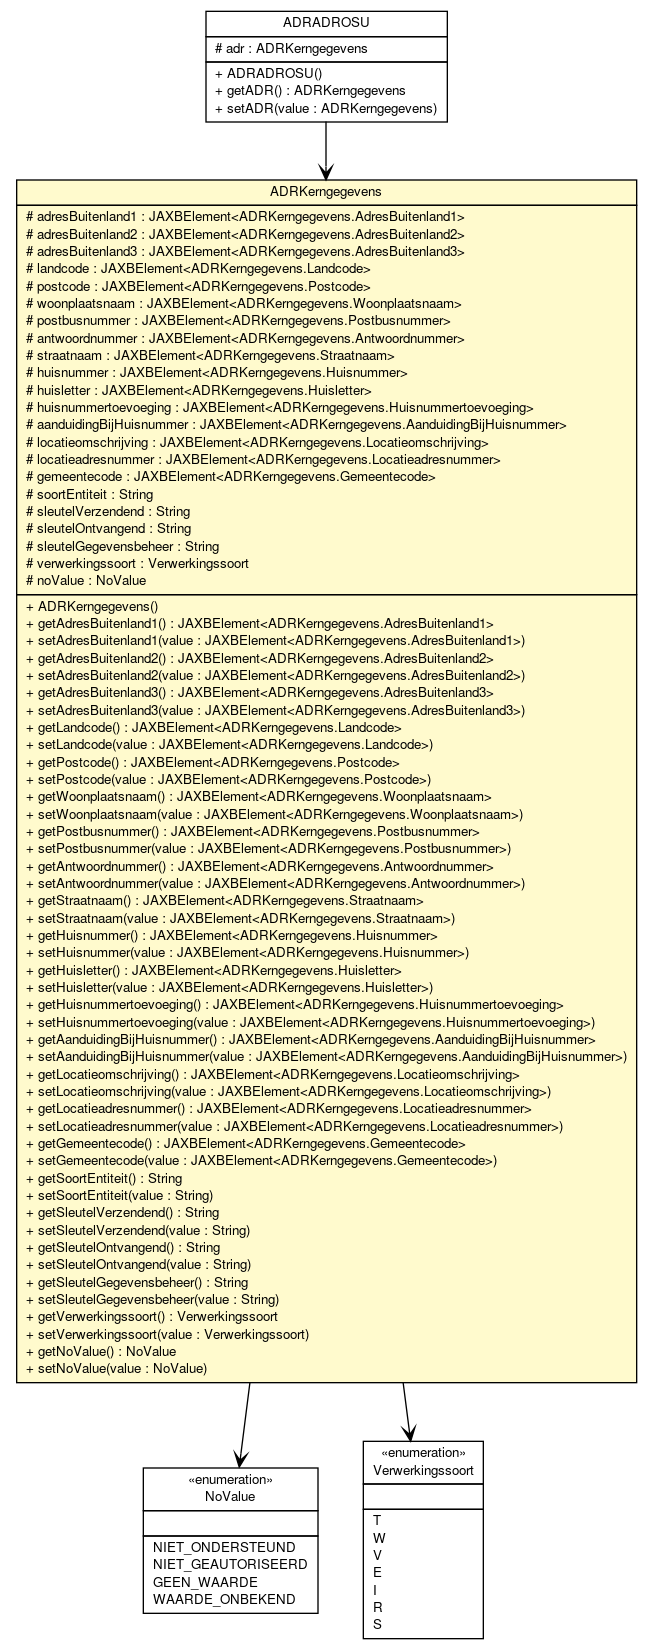 ADRADROSU
# adr : ADRKerngegevens
+ ADRADROSU()
+ getADR() : ADRKerngegevens
+ setADR(value : ADRKerngegevens)
ADRKerngegevens
# adresBuitenland1 : JAXBElement<ADRKerngegevens.AdresBuitenland1>
# adresBuitenland2 : JAXBElement<ADRKerngegevens.AdresBuitenland2>
# adresBuitenland3 : JAXBElement<ADRKerngegevens.AdresBuitenland3>
# landcode : JAXBElement<ADRKerngegevens.Landcode>
# postcode : JAXBElement<ADRKerngegevens.Postcode>
# woonplaatsnaam : JAXBElement<ADRKerngegevens.Woonplaatsnaam>
# postbusnummer : JAXBElement<ADRKerngegevens.Postbusnummer>
# antwoordnummer : JAXBElement<ADRKerngegevens.Antwoordnummer>
# straatnaam : JAXBElement<ADRKerngegevens.Straatnaam>
# huisnummer : JAXBElement<ADRKerngegevens.Huisnummer>
# huisletter : JAXBElement<ADRKerngegevens.Huisletter>
# huisnummertoevoeging : JAXBElement<ADRKerngegevens.Huisnummertoevoeging>
# aanduidingBijHuisnummer : JAXBElement<ADRKerngegevens.AanduidingBijHuisnummer>
# locatieomschrijving : JAXBElement<ADRKerngegevens.Locatieomschrijving>
# locatieadresnummer : JAXBElement<ADRKerngegevens.Locatieadresnummer>
# gemeentecode : JAXBElement<ADRKerngegevens.Gemeentecode>
# soortEntiteit : String
# sleutelVerzendend : String
# sleutelOntvangend : String
# sleutelGegevensbeheer : String
# verwerkingssoort : Verwerkingssoort
# noValue : NoValue
+ ADRKerngegevens()
+ getAdresBuitenland1() : JAXBElement<ADRKerngegevens.AdresBuitenland1>
+ setAdresBuitenland1(value : JAXBElement<ADRKerngegevens.AdresBuitenland1>)
+ getAdresBuitenland2() : JAXBElement<ADRKerngegevens.AdresBuitenland2>
+ setAdresBuitenland2(value : JAXBElement<ADRKerngegevens.AdresBuitenland2>)
+ getAdresBuitenland3() : JAXBElement<ADRKerngegevens.AdresBuitenland3>
+ setAdresBuitenland3(value : JAXBElement<ADRKerngegevens.AdresBuitenland3>)
+ getLandcode() : JAXBElement<ADRKerngegevens.Landcode>
+ setLandcode(value : JAXBElement<ADRKerngegevens.Landcode>)
+ getPostcode() : JAXBElement<ADRKerngegevens.Postcode>
+ setPostcode(value : JAXBElement<ADRKerngegevens.Postcode>)
+ getWoonplaatsnaam() : JAXBElement<ADRKerngegevens.Woonplaatsnaam>
+ setWoonplaatsnaam(value : JAXBElement<ADRKerngegevens.Woonplaatsnaam>)
+ getPostbusnummer() : JAXBElement<ADRKerngegevens.Postbusnummer>
+ setPostbusnummer(value : JAXBElement<ADRKerngegevens.Postbusnummer>)
+ getAntwoordnummer() : JAXBElement<ADRKerngegevens.Antwoordnummer>
+ setAntwoordnummer(value : JAXBElement<ADRKerngegevens.Antwoordnummer>)
+ getStraatnaam() : JAXBElement<ADRKerngegevens.Straatnaam>
+ setStraatnaam(value : JAXBElement<ADRKerngegevens.Straatnaam>)
+ getHuisnummer() : JAXBElement<ADRKerngegevens.Huisnummer>
+ setHuisnummer(value : JAXBElement<ADRKerngegevens.Huisnummer>)
+ getHuisletter() : JAXBElement<ADRKerngegevens.Huisletter>
+ setHuisletter(value : JAXBElement<ADRKerngegevens.Huisletter>)
+ getHuisnummertoevoeging() : JAXBElement<ADRKerngegevens.Huisnummertoevoeging>
+ setHuisnummertoevoeging(value : JAXBElement<ADRKerngegevens.Huisnummertoevoeging>)
+ getAanduidingBijHuisnummer() : JAXBElement<ADRKerngegevens.AanduidingBijHuisnummer>
+ setAanduidingBijHuisnummer(value : JAXBElement<ADRKerngegevens.AanduidingBijHuisnummer>)
+ getLocatieomschrijving() : JAXBElement<ADRKerngegevens.Locatieomschrijving>
+ setLocatieomschrijving(value : JAXBElement<ADRKerngegevens.Locatieomschrijving>)
+ getLocatieadresnummer() : JAXBElement<ADRKerngegevens.Locatieadresnummer>
+ setLocatieadresnummer(value : JAXBElement<ADRKerngegevens.Locatieadresnummer>)
+ getGemeentecode() : JAXBElement<ADRKerngegevens.Gemeentecode>
+ setGemeentecode(value : JAXBElement<ADRKerngegevens.Gemeentecode>)
+ getSoortEntiteit() : String
+ setSoortEntiteit(value : String)
+ getSleutelVerzendend() : String
+ setSleutelVerzendend(value : String)
+ getSleutelOntvangend() : String
+ setSleutelOntvangend(value : String)
+ getSleutelGegevensbeheer() : String
+ setSleutelGegevensbeheer(value : String)
+ getVerwerkingssoort() : Verwerkingssoort
+ setVerwerkingssoort(value : Verwerkingssoort)
+ getNoValue() : NoValue
+ setNoValue(value : NoValue)
«enumeration»
NoValue
NIET_ONDERSTEUND
NIET_GEAUTORISEERD
GEEN_WAARDE
WAARDE_ONBEKEND
«enumeration»
Verwerkingssoort
T
W
V
E
I
R
S